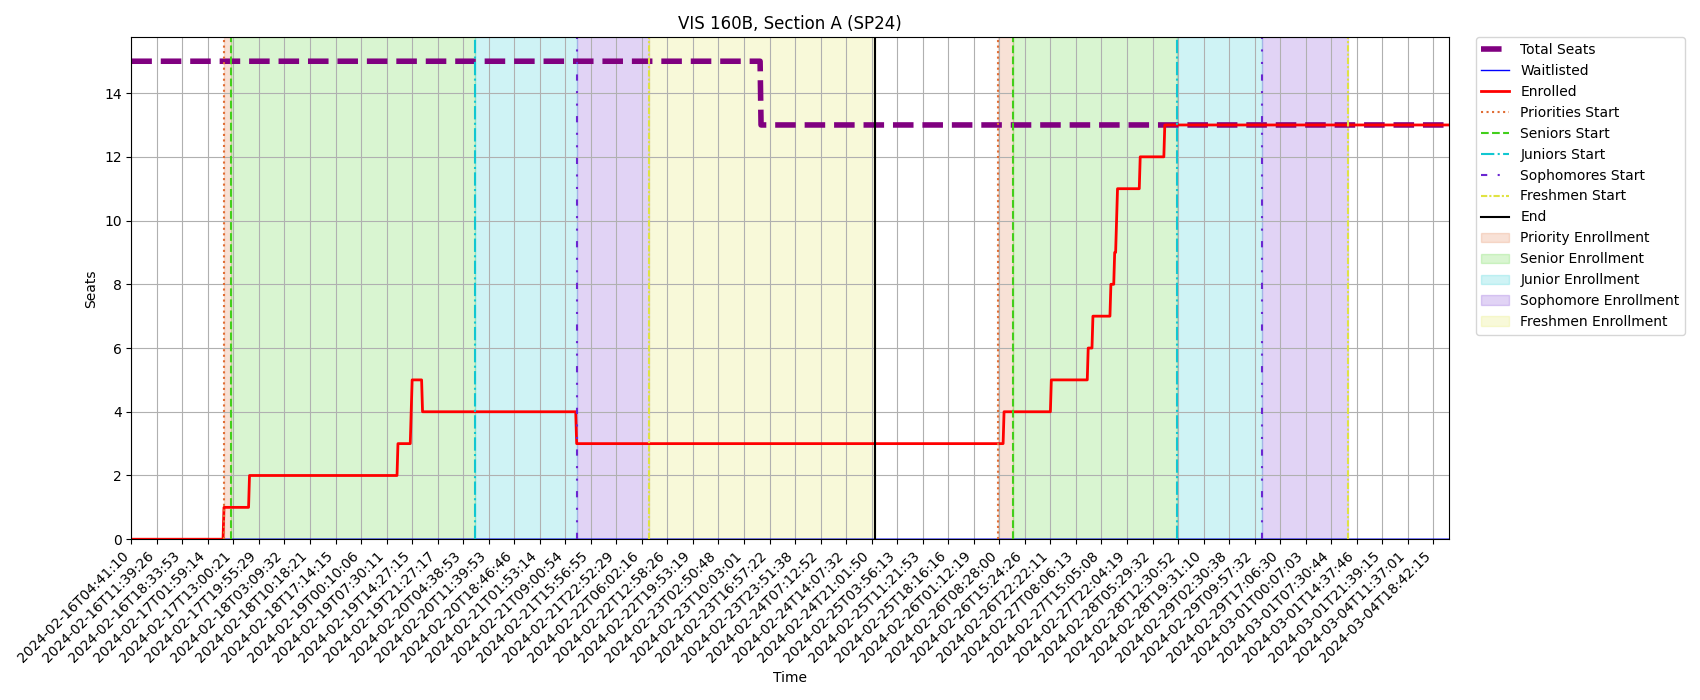 VIS 160B, Section A (SP24)
Total Seats
Waitlisted
Enrolled
Priorities Start
Seniors Start
Juniors Start
Sophomores Start
Freshmen Start
End
Priority Enrollment
Senior Enrollment
Junior Enrollment
Sophomore Enrollment
Freshmen Enrollment
Seats
14
12
10
8
6
4
2
0
2024-02-16T04:41:10
2024-02-16T11:39:26
2024-02-16T18:33:53
2024-02-17T01:59:14
2024-02-17T13:00:21
2024-02-17T19:55:29
2024-02-18T03:09:32
2024-02-18T10:18:21
2024-02-18T17:14:15
2024-02-19T00:10:06
2024-02-19T07:30:11
2024-02-19T14:27:15
2024-02-19T21:27:17
2024-02-20T04:38:53
2024-02-20T11:39:53
2024-02-20T18:46:46
2024-02-21T01:53:14
2024-02-21T09:00:54
2024-02-21T15:56:55
2024-02-21T22:52:29
2024-02-22T06:02:16
2024-02-22T12:58:26
2024-02-22T19:53:19
2024-02-23T02:50:48
2024-02-23T10:03:01
2024-02-23T16:57:22
2024-02-23T23:51:38
2024-02-24T07:12:52
2024-02-24T14:07:32
2024-02-24T21:01:50
2024-02-25T03:56:13
2024-02-25T11:21:53
2024-02-25T18:16:16
2024-02-26T01:12:19
2024-02-26T08:28:00
2024-02-26T15:24:26
2024-02-26T22:22:11
2024-02-27T08:06:13
2024-02-27T15:05:08
2024-02-27T22:04:19
2024-02-28T05:29:32
2024-02-28T12:30:52
2024-02-28T19:31:10
2024-02-29T02:30:38
2024-02-29T09:57:32
2024-02-29T17:06:30
2024-03-01T00:07:03
2024-03-01T07:30:44
2024-03-01T14:37:46
2024-03-01T21:39:15
2024-03-04T11:37:01
2024-03-04T18:42:15
Time